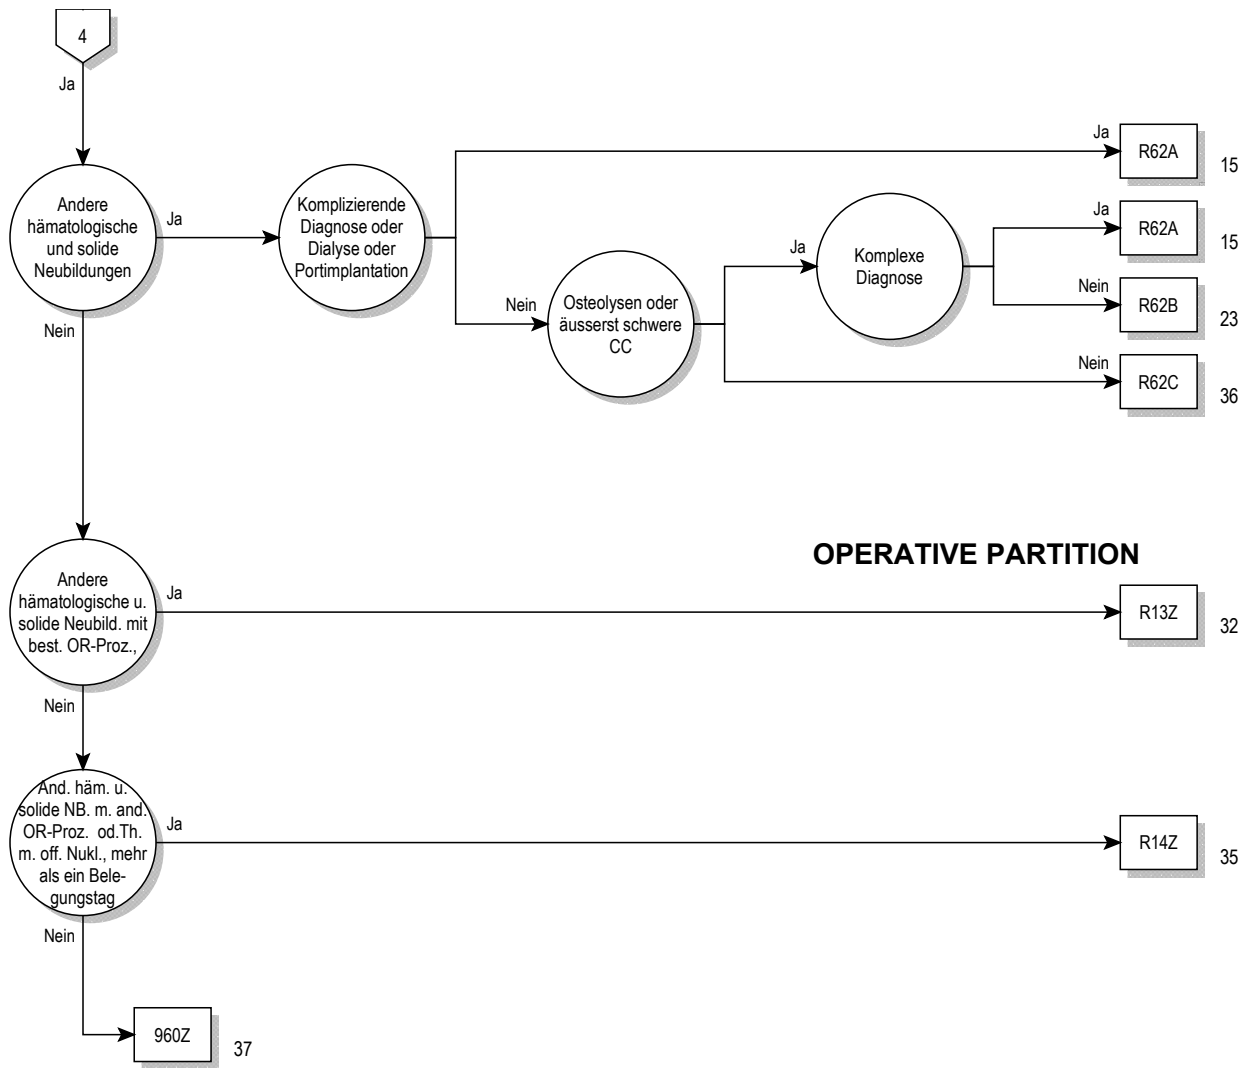 4
Ja
Andere
hämatologische
und solide
Neubildungen
Ja
Komplizierende
Diagnose oder
Dialyse oder
Portimplantation
Ja
R62A
15
Nein
Osteolysen oder
äusserst schwere
CC
Ja
Komplexe
Diagnose
Ja
R62A
15
Nein
R62B
23
Nein
R62C
36
Nein
OPERATIVE PARTITION
Andere
hämatologische u.
solide Neubild. mit
best. OR-Proz.,
Ja
R13Z
32
Nein
And. häm. u.
solide NB. m. and.
OR-Proz. od.Th.
m. off. Nukl., mehr
als ein Bele-
gungstag
Ja
R14Z
35
Nein
960Z
37